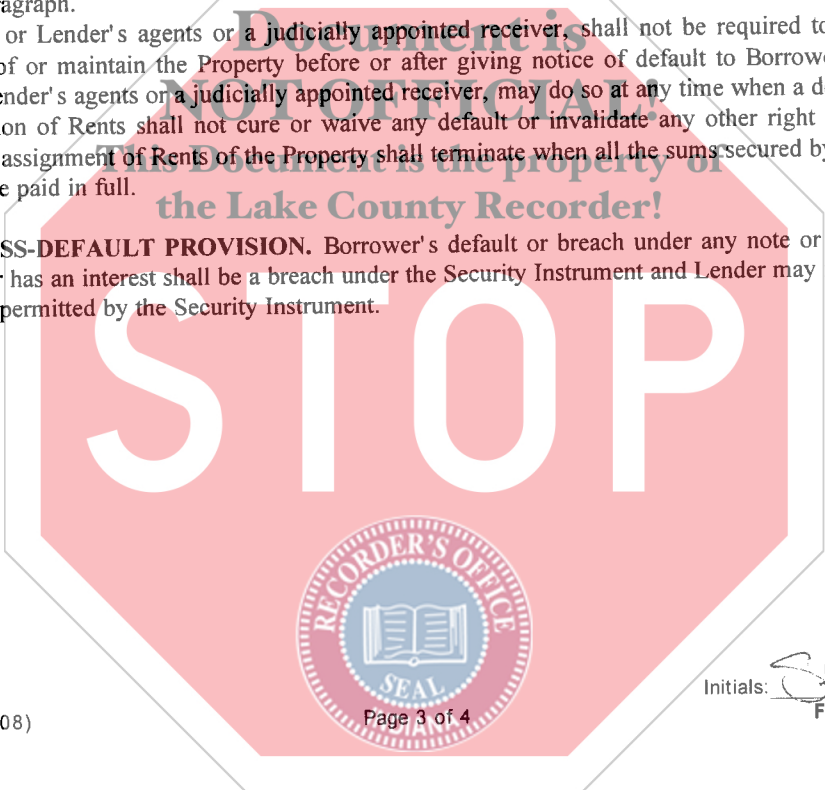 agraph.
Document is
or Lender's agents or a judicially appointed receiver, shall not be required to
of or maintain the Property before or after giving notice of default to Borrowe
NOT OFFICIAL!
ender's agents or a judicially appointed receiver, may do so at any time when a d
on of Rents shall not cure or waive any default or invalidate any other right
This Document is the property of
assignment of Rents of the Property shall terminate when all the sums secured by
e paid in full.
the Lake County Recorder!
SS-DEFAULT PROVISION. Borrower's default or breach under any note or
has an interest shall be a breach under the Security Instrument and Lender may
permitted by the Security Instrument.
STOP
RECORDER'S OFFICE
SEAL
INDIANA
Initials:
08)
Page 3 of 4
F